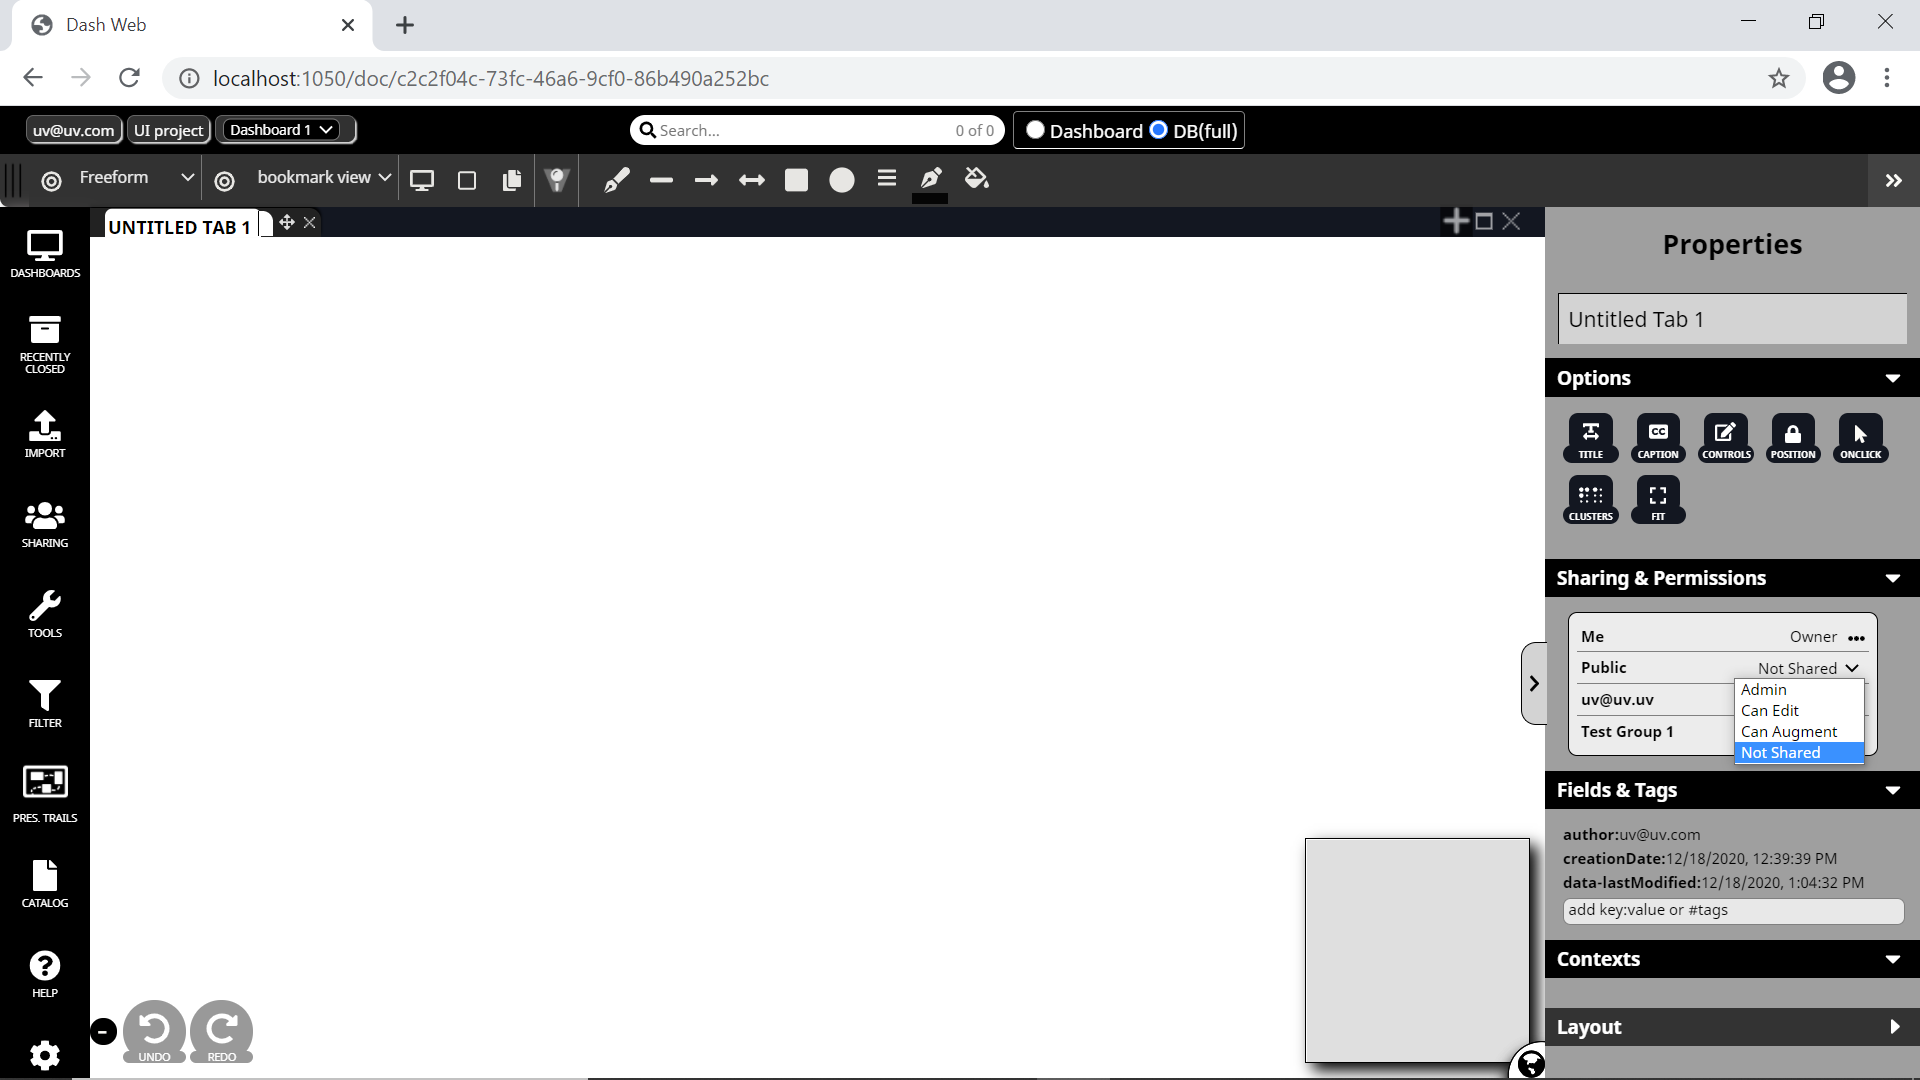 Dash Web
localhost:1050/doc/c2c2f04c-73fc-46a6-9cf0-86b490a252bc
uv@uv.com UI project Dashboard 1 Search... 0 of 0 Dashboard DB(full)
Freeform bookmark view
UNTITLED TAB 1
DASHBOARDS
RECENTLY
CLOSED
IMPORT
SHARING
TOOLS
FILTER
PRES. TRAILS
CATALOG
HELP
UNDO REDO
Properties
Untitled Tab 1
Options
TITLE CC CAPTION CONTROLS POSITION ONCLICK
CLUSTERS FIT
Sharing & Permissions
Me Owner
Public Not Shared
uv@uv.uv
Test Group 1
Admin
Can Edit
Can Augment
Not Shared
Fields & Tags
author:uv@uv.com
creationDate:12/18/2020, 12:39:39 PM
data-lastModified:12/18/2020, 1:04:32 PM
add key:value or #tags
Contexts
Layout